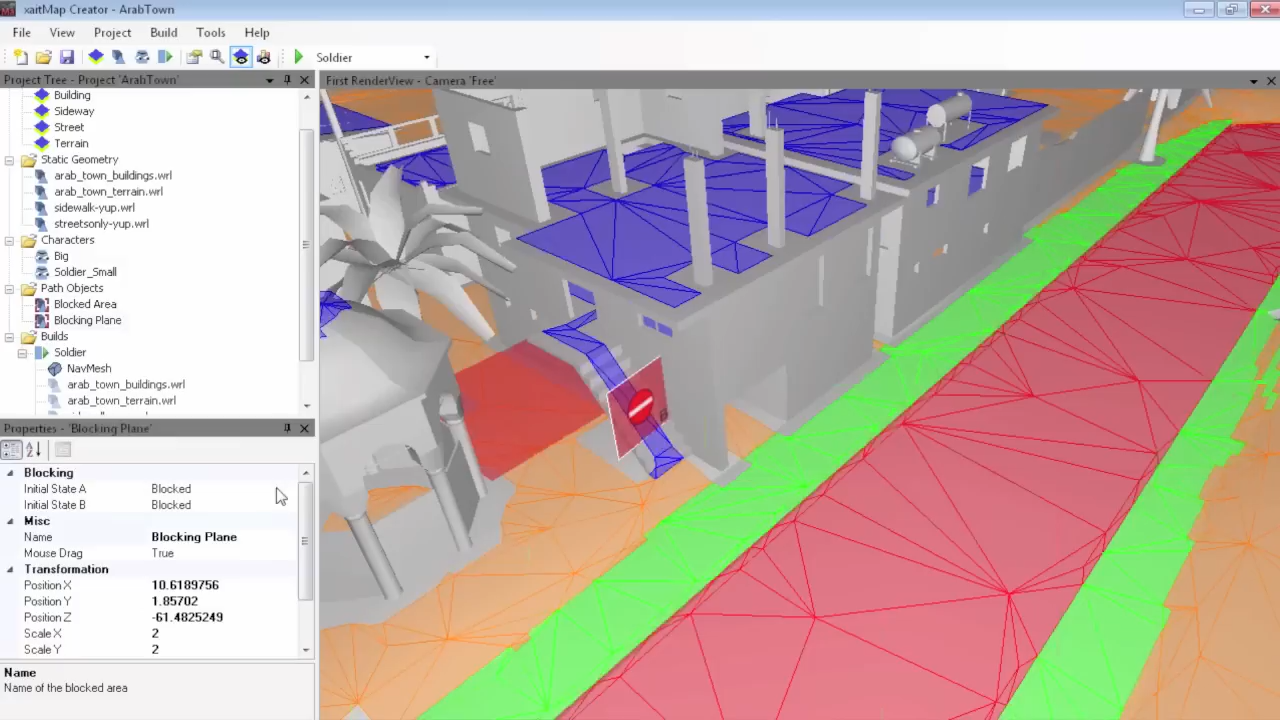 xaitMap Creator - ArabTown
File View Project Build Tools Help
Soldier
Project Tree - Project 'ArabTown'
Building
Sideway
Street
Terrain
Static Geometry
arab_town_buildings.wrl
arab_town_terrain.wrl
sidewalk-yup.wrl
streetsonly-yup.wrl
Characters
Big
Soldier_Small
Path Objects
Blocked Area
Blocking Plane
Builds
Soldier
NavMesh
arab_town_buildings.wrl
arab_town_terrain.wrl
Properties - 'Blocking Plane'
Blocking
Initial State A Blocked
Initial State B Blocked
Misc
Name Blocking Plane
Mouse Drag True
Transformation
Position X 10.6189756
Position Y 1.85702
Position Z -61.4825249
Scale X 2
Scale Y 2
Name
Name of the blocked area
First RenderView - Camera 'Free'
B